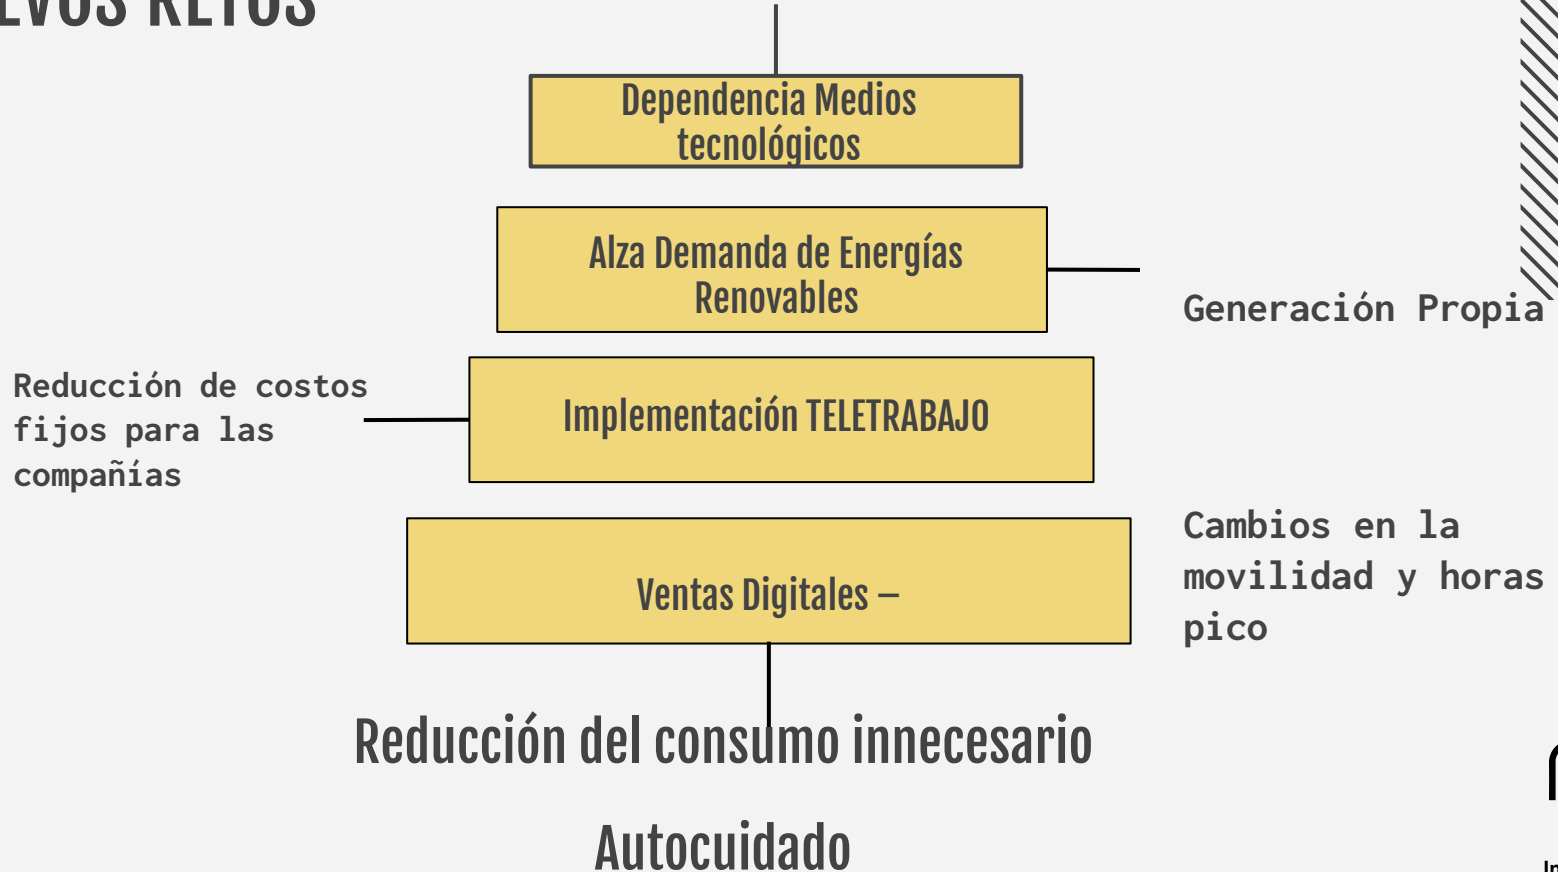 RETOS
Dependencia Medios
tecnológicos
Alza Demanda de Energías
Renovables
Generación Propia
Reducción de costos
fijos para las
compañías
Implementación TELETRABAJO
Cambios en la
movilidad y horas
pico
Ventas Digitales –
Reducción del consumo innecesario
Autocuidado